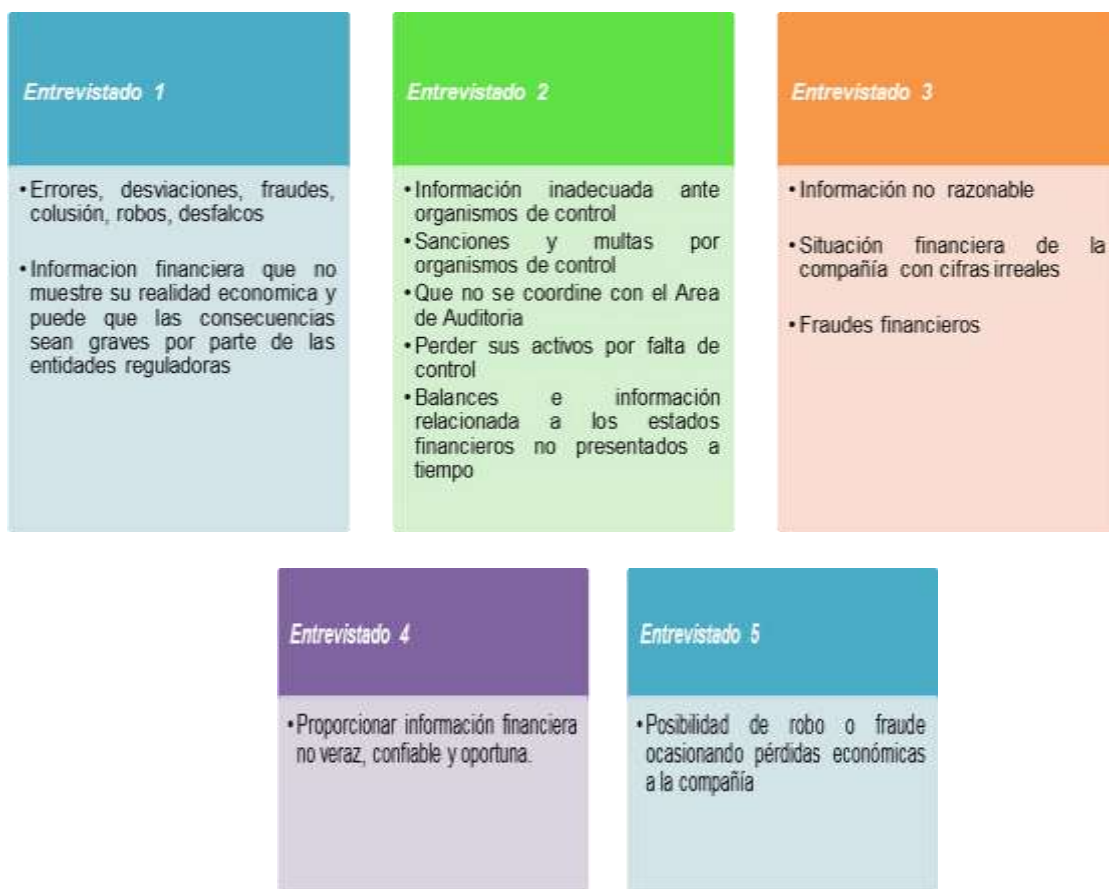 Entrevistado 1
• Errores, desviaciones, fraudes,
colusión, robos, desfalcos
• Informacion financiera que no
muestre su realidad economica y
puede que las consecuencias
sean graves por parte de las
entidades reguladoras
Entrevistado 2
• Información inadecuada ante
organismos de control
• Sanciones y multas por
organismos de control
• Que no se coordine con el Area
de Auditoria
• Perder sus activos por falta de
control
• Balances e información
relacionada a los estados
financieros no presentados a
tiempo
Entrevistado 3
• Información no razonable
• Situación financiera de la
compañía con cifras irreales
• Fraudes financieros
Entrevistado 4
• Proporcionar información financiera
no veraz, confiable y oportuna.
Entrevistado 5
• Posibilidad de robo o fraude
ocasionando pérdidas económicas
a la compañía